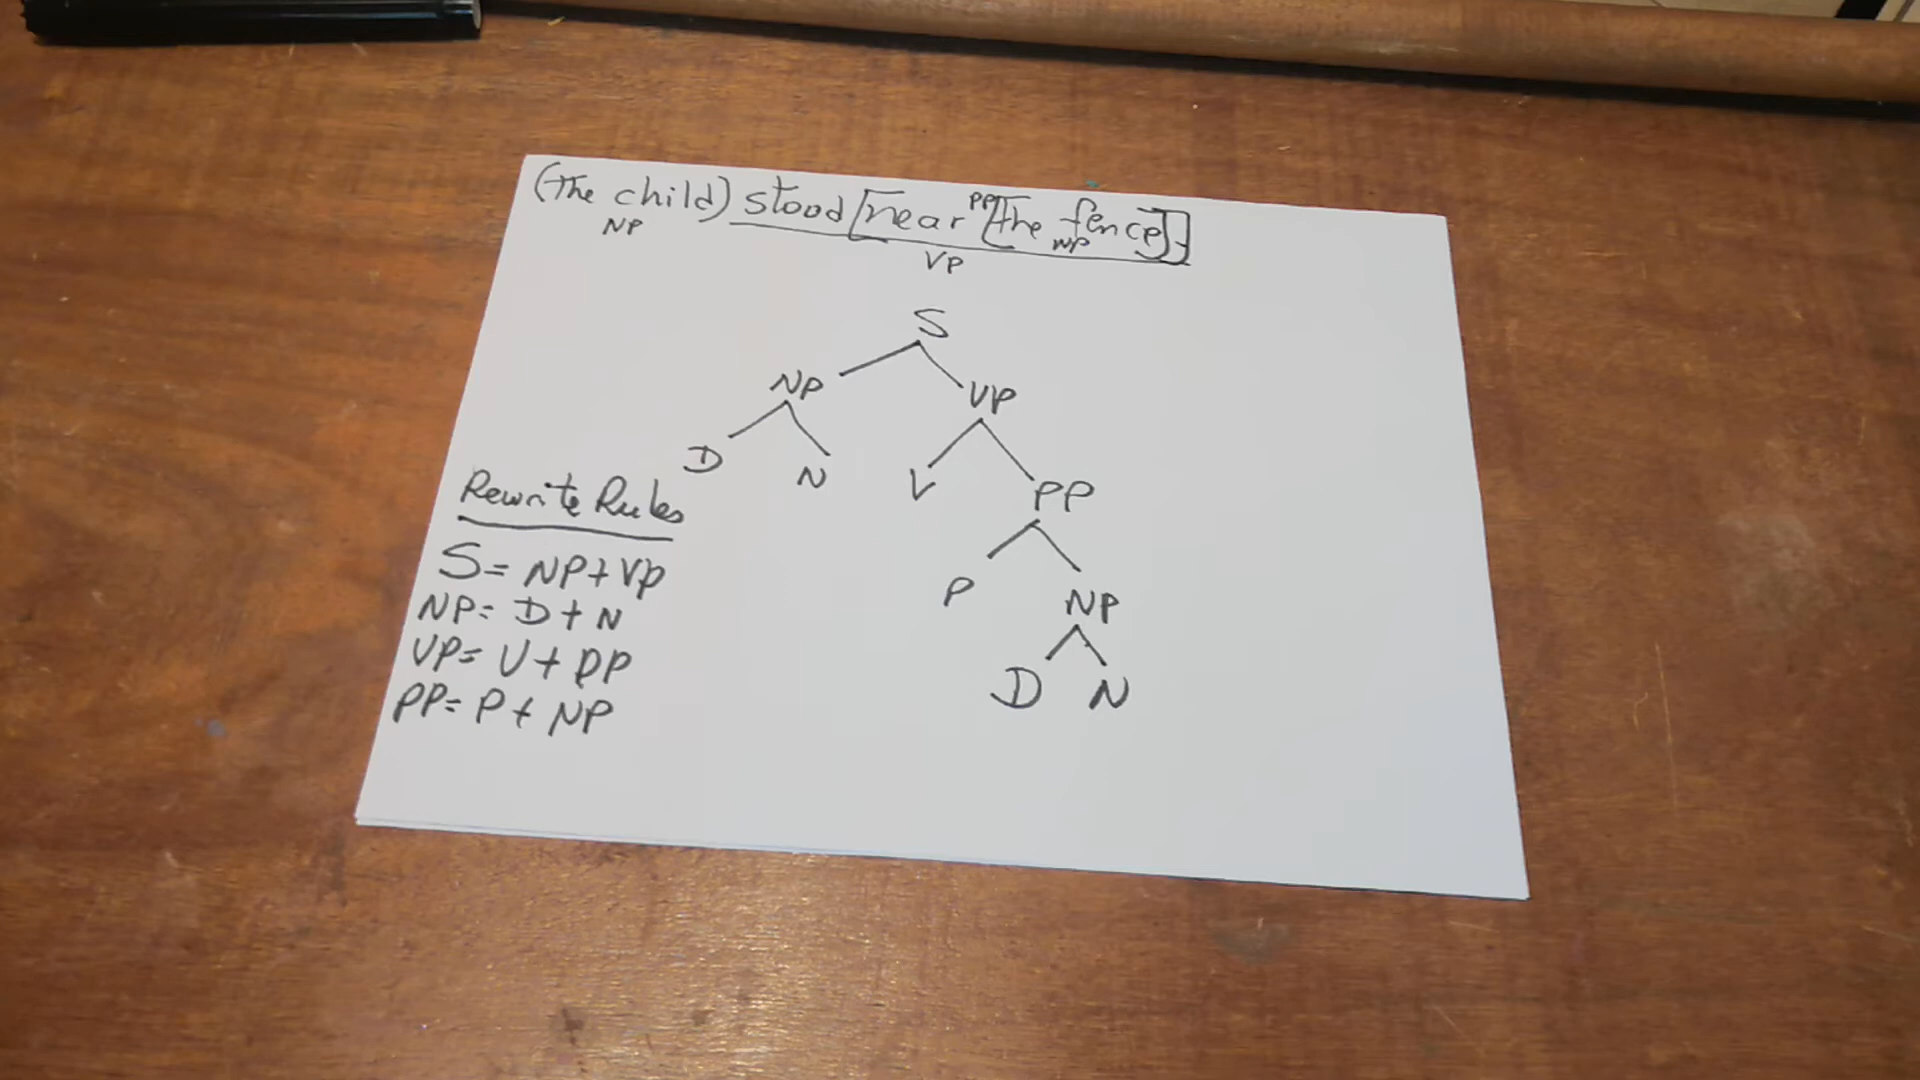 (The child) stood [near [the fence]]
NP PP NP
VP
S
NP VP
D N V PP
P NP
D N
Rewrite Rules
S= NP+VP
NP= D+N
VP= V+PP
PP= P+NP